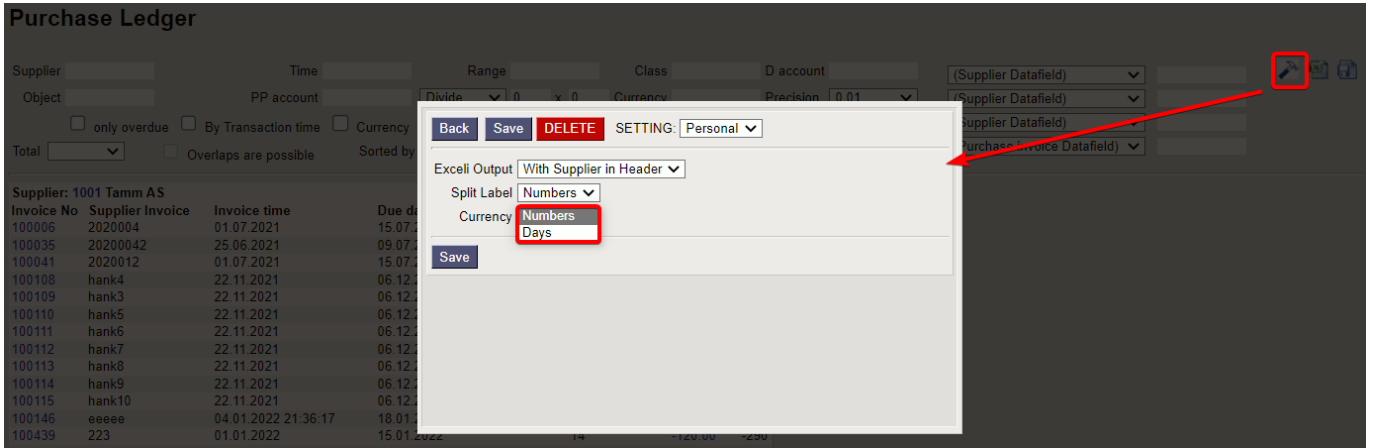 Purchase Ledger
Supplier Time Range Class D account (Supplier Datafield)
Object PP account Divide 0 x 0 Currency Precision 0.01 (Supplier Datafield)
only overdue By Transaction time Currency Supplier Datafield)
Total Overlaps are possible Sorted by Purchase Invoice Datafield)
Back Save DELETE SETTING: Personal
Exceli Output With Supplier in Header
Split Label Numbers
Currency Numbers
Days
Save
Supplier: 1001 Tamm AS
Invoice No Supplier Invoice Invoice time Due da
100006 2020004 01.07.2021 15.07.2
100035 20200042 25.06.2021 09.07.2
100041 2020012 01.07.2021 15.07.2
100108 hank4 22.11.2021 06.12.2
100109 hank3 22.11.2021 06.12.2
100110 hank5 22.11.2021 06.12.2
100111 hank6 22.11.2021 06.12.2
100112 hank7 22.11.2021 06.12.2
100113 hank8 22.11.2021 06.12.2
100114 hank9 22.11.2021 06.12.2
100115 hank10 22.11.2021 06.12.2
100146 eeeee 04.01.2022 21:36:17 18.01.2
100439 223 01.01.2022 15.01.2022 14 -120.00 -290